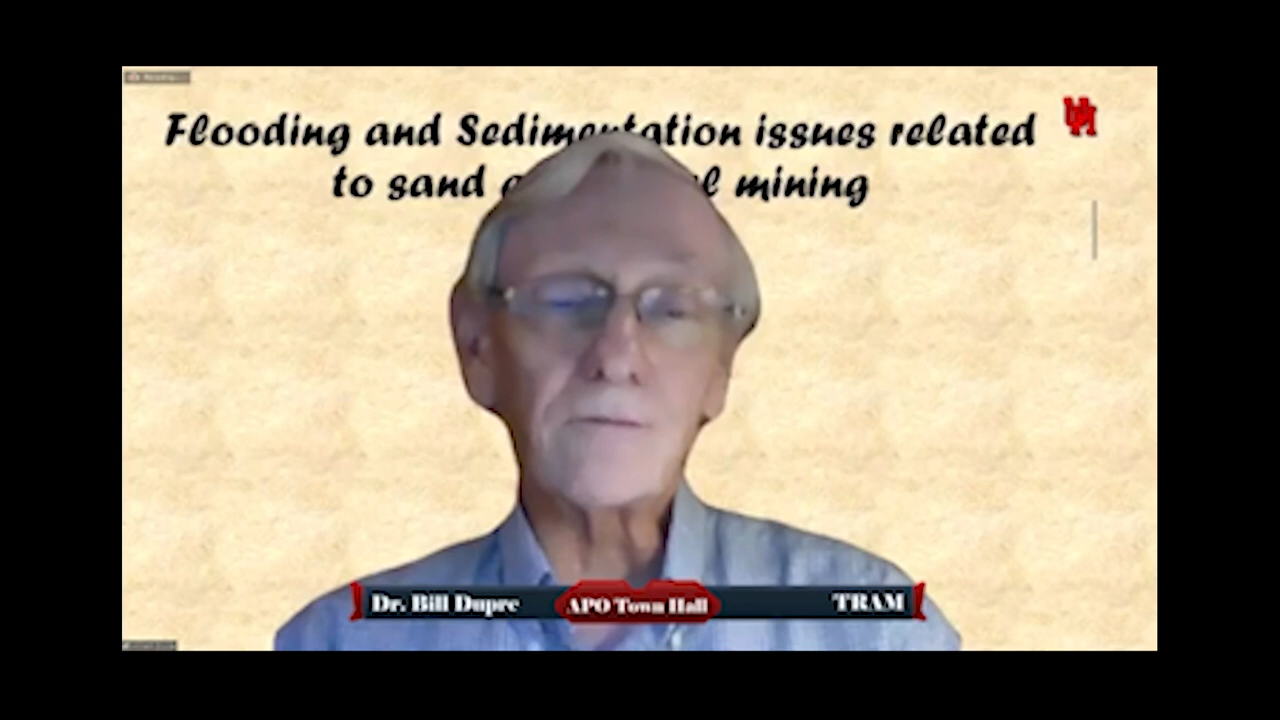 Flooding and Sedimentation issues related
to sand mining
Dr. Bill Dupre
APO Town Hall
TRAM